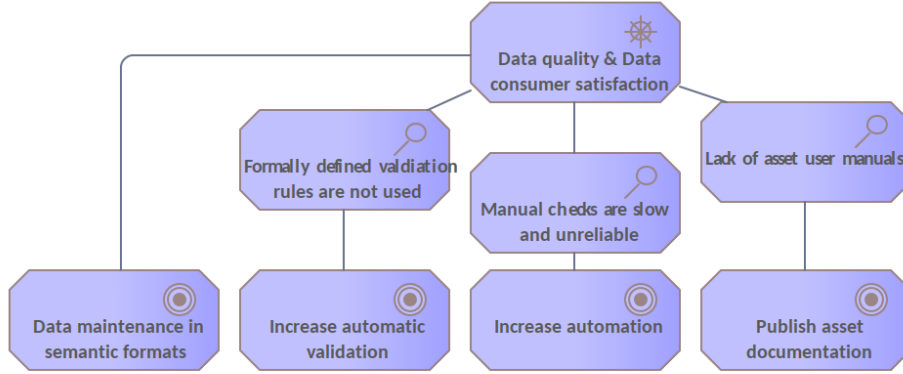 Data quality & Data
consumer satisfaction
Formally defined valdiation
rules are not used
Lack of asset user manuals
Manual checks are slow
and unreliable
Data maintenance in
semantic formats
Increase automatic
validation
Increase automation
Publish asset
documentation